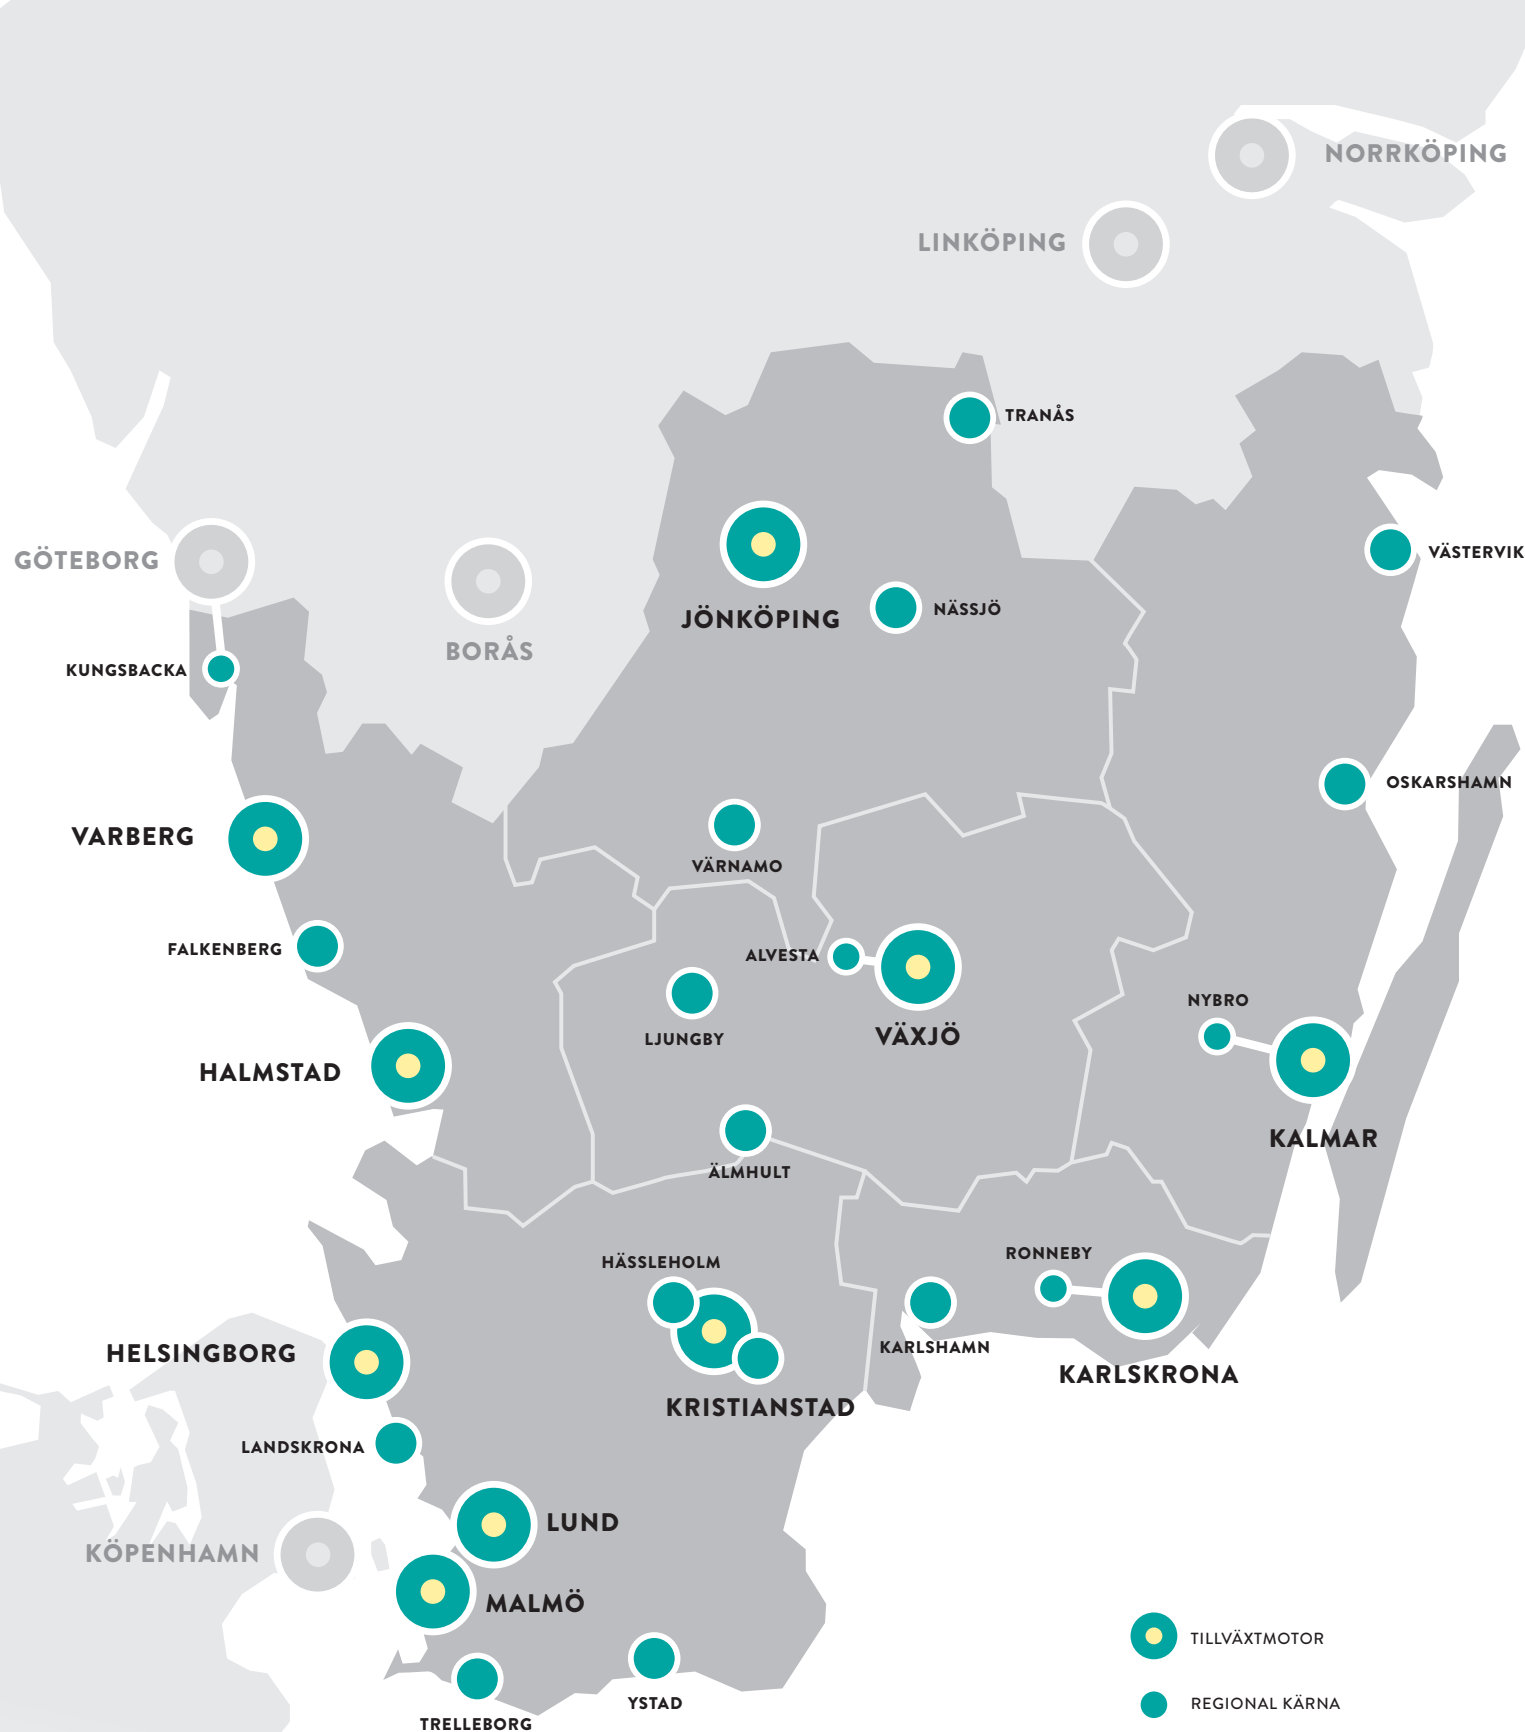 NORRKÖPING
LINKÖPING
TRANÅS
VÄSTERVIK
GÖTEBORG
JÖNKÖPING
NÄSSJÖ
BORÅS
KUNGSBACKA
OSKARSHAMN
VARBERG
VÄRNAMO
FALKENBERG
ALVESTA
NYBRO
LJUNGBY
VÄXJÖ
HALMSTAD
KALMAR
ÄLMHULT
RONNEBY
HÄSSLEHOLM
KARLSHAMN
HELSINGBORG
KARLSKRONA
KRISTIANSTAD
LANDSKRONA
LUND
KÖPENHAMN
MALMÖ
TILLVÄXTMOTOR
YSTAD
REGIONAL KÄRNA
TRELLEBORG